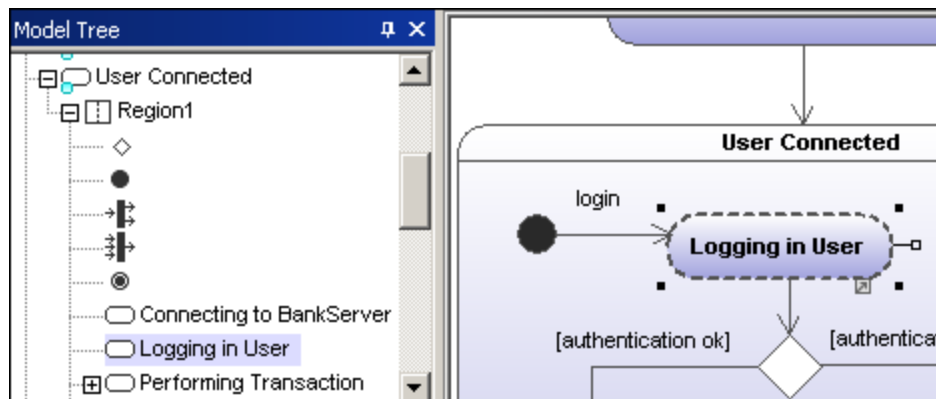 Model Tree
User Connected
Region1
Connecting to BankServer
Logging in User
Performing Transaction
User Connected
login
Logging in User
[authentication ok]
[authentica